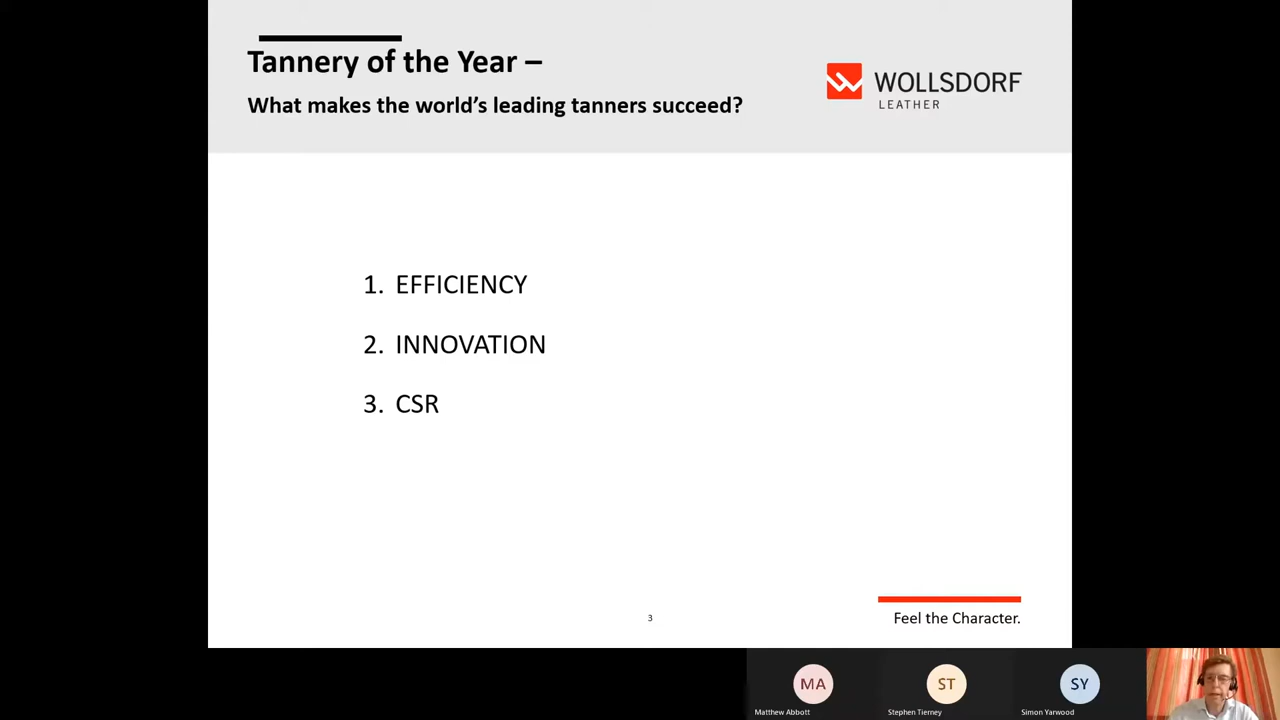 Tannery of the Year –
What makes the world's leading tanners succeed?
WOLLSDORF
LEATHER
1. EFFICIENCY
2. INNOVATION
3. CSR
3
Feel the Character.
MA
ST
SY
Matthew Abbott
Stephen Tierney
Simon Yarwood